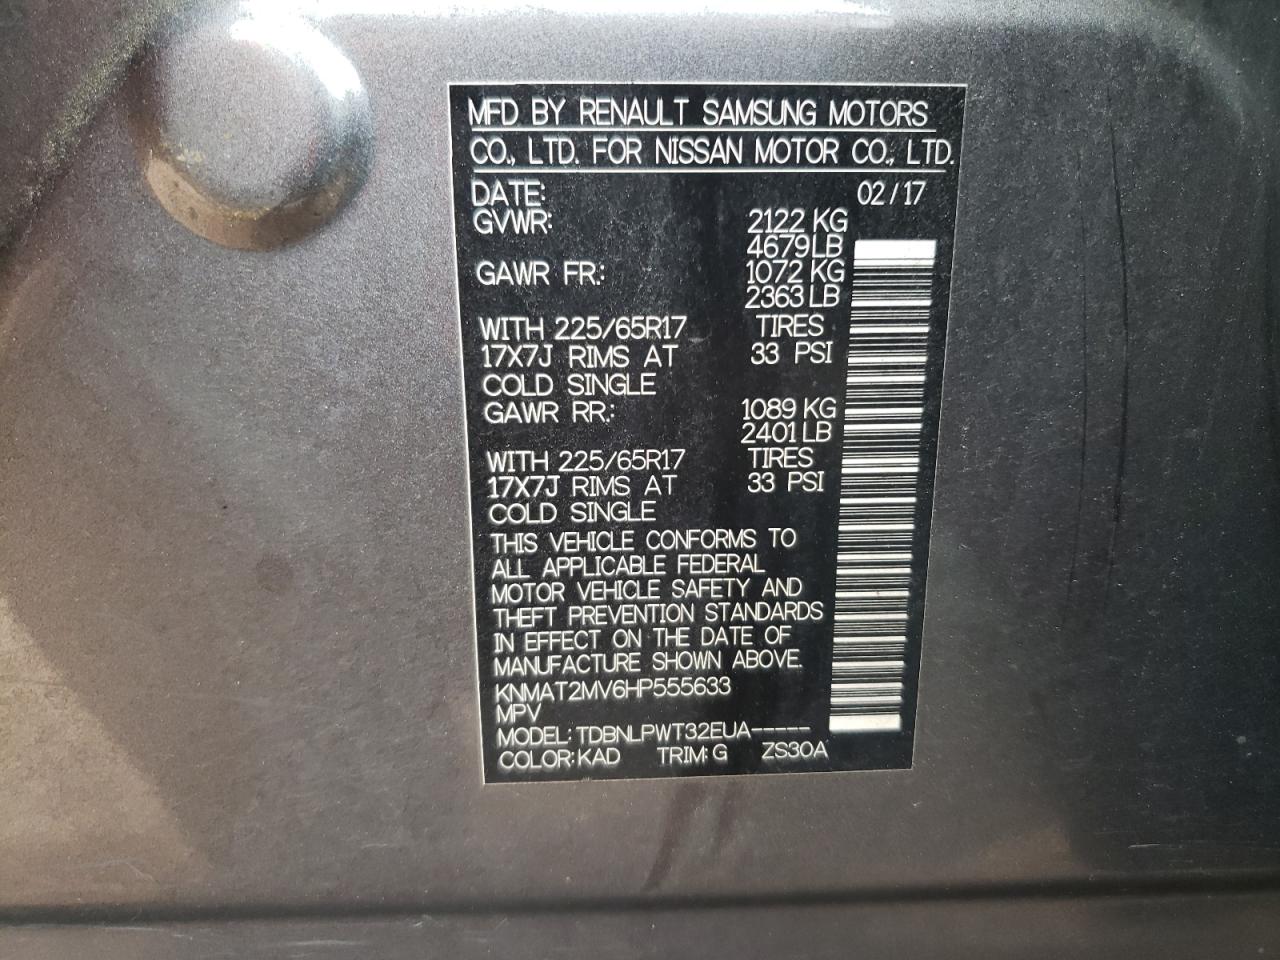 MFD BY RENAULT SAMSUNG MOTORS
CO., LTD. FOR NISSAN MOTOR CO., LTD.
DATE: 02/17
GVWR: 2122 KG
4679 LB
GAWR FR.: 1072 KG
2363 LB
WITH 225/65R17 TIRES
17X7J RIMS AT 33 PSI
COLD SINGLE
GAWR RR.: 1089 KG
2401 LB
WITH 225/65R17 TIRES
17X7J RIMS AT 33 PSI
COLD SINGLE
THIS VEHICLE CONFORMS TO
ALL APPLICABLE FEDERAL
MOTOR VEHICLE SAFETY AND
THEFT PREVENTION STANDARDS
IN EFFECT ON THE DATE OF
MANUFACTURE SHOWN ABOVE.
KNMAT2MV6HP555633
MPV
MODEL: TDBNLPWT32EUA-----
COLOR: KAD TRIM: G ZS30A